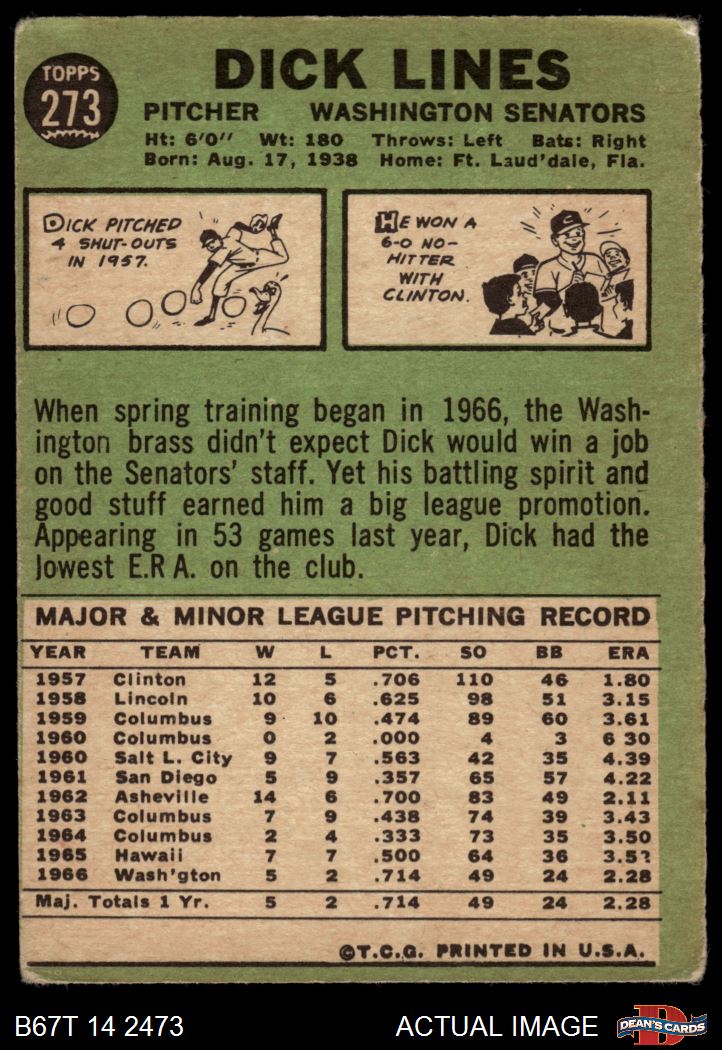 TOPPS
273
DICK LINES
PITCHER WASHINGTON SENATORS
Ht: 6'0" Wt: 180 Throws: Left Bats: Right
Born: Aug. 17, 1938 Home: Ft. Laud'dale, Fla.
DICK PITCHED
4 SHUT-OUTS
IN 1957.
HE WON A
6-0 NO-
HITTER
WITH
CLINTON.
When spring training began in 1966, the Wash-
ington brass didn't expect Dick would win a job
on the Senators' staff. Yet his battling spirit and
good stuff earned him a big league promotion.
Appearing in 53 games last year, Dick had the
lowest E.R A. on the club.
MAJOR & MINOR LEAGUE PITCHING RECORD
YEAR TEAM W L PCT. SO BB ERA
1957 Clinton 12 5 .706 110 46 1.80
1958 Lincoln 10 6 .625 98 51 3.15
1959 Columbus 9 10 .474 89 60 3.61
1960 Columbus 0 2 .000 4 3 6 30
1960 Salt L. City 9 7 .563 42 35 4.39
1961 San Diego 5 9 .357 65 57 4.22
1962 Asheville 14 6 .700 83 49 2.11
1963 Columbus 7 9 .438 74 39 3.43
1964 Columbus 2 4 .333 73 35 3.50
1965 Hawaii 7 7 .500 64 36
1966 Wash'gton 5 2 .714 49 24 2.28
Maj. Totals 1 Yr. 5 2 .714 49 24 2.28
©T.C.G. PRINTED IN U.S.A.
B67T 14 2473
ACTUAL IMAGE
D
DEAN'S CARDS